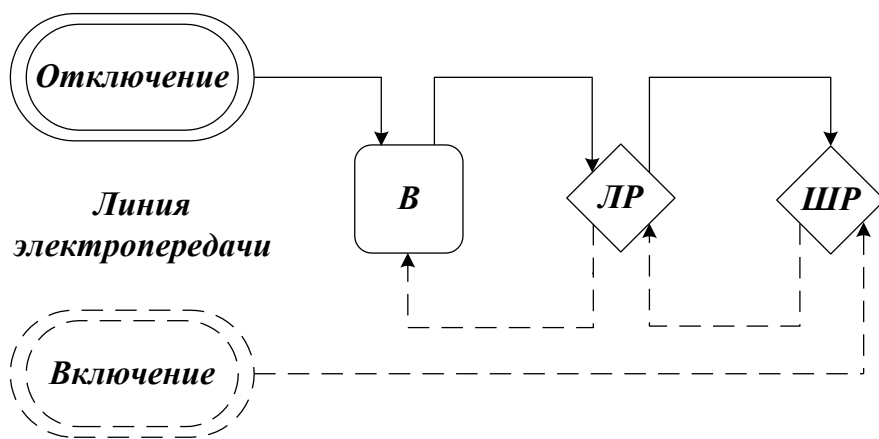 Отключение
В
ЛР
ШР
Линия
электропередачи
Включение